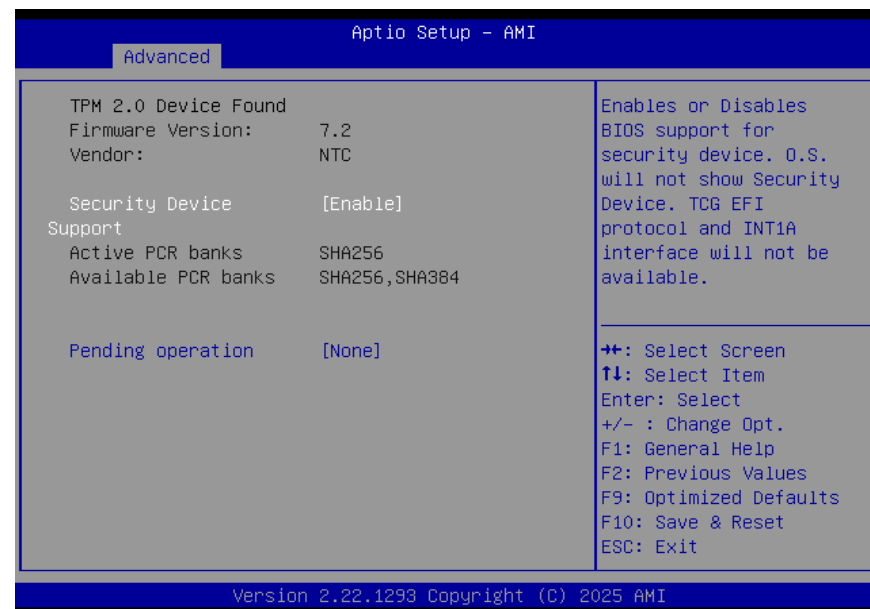 Aptio Setup – AMI
Advanced
TPM 2.0 Device Found
Firmware Version: 7.2
Vendor: NTC
Security Device [Enable]
Support
Active PCR banks SHA256
Available PCR banks SHA256,SHA384
Pending operation [None]
Enables or Disables
BIOS support for
security device. O.S.
will not show Security
Device. TCG EFI
protocol and INT1A
interface will not be
available.
→←: Select Screen
↑↓: Select Item
Enter: Select
+/- : Change Opt.
F1: General Help
F2: Previous Values
F9: Optimized Defaults
F10: Save & Reset
ESC: Exit
Version 2.22.1293 Copyright (C) 2025 AMI